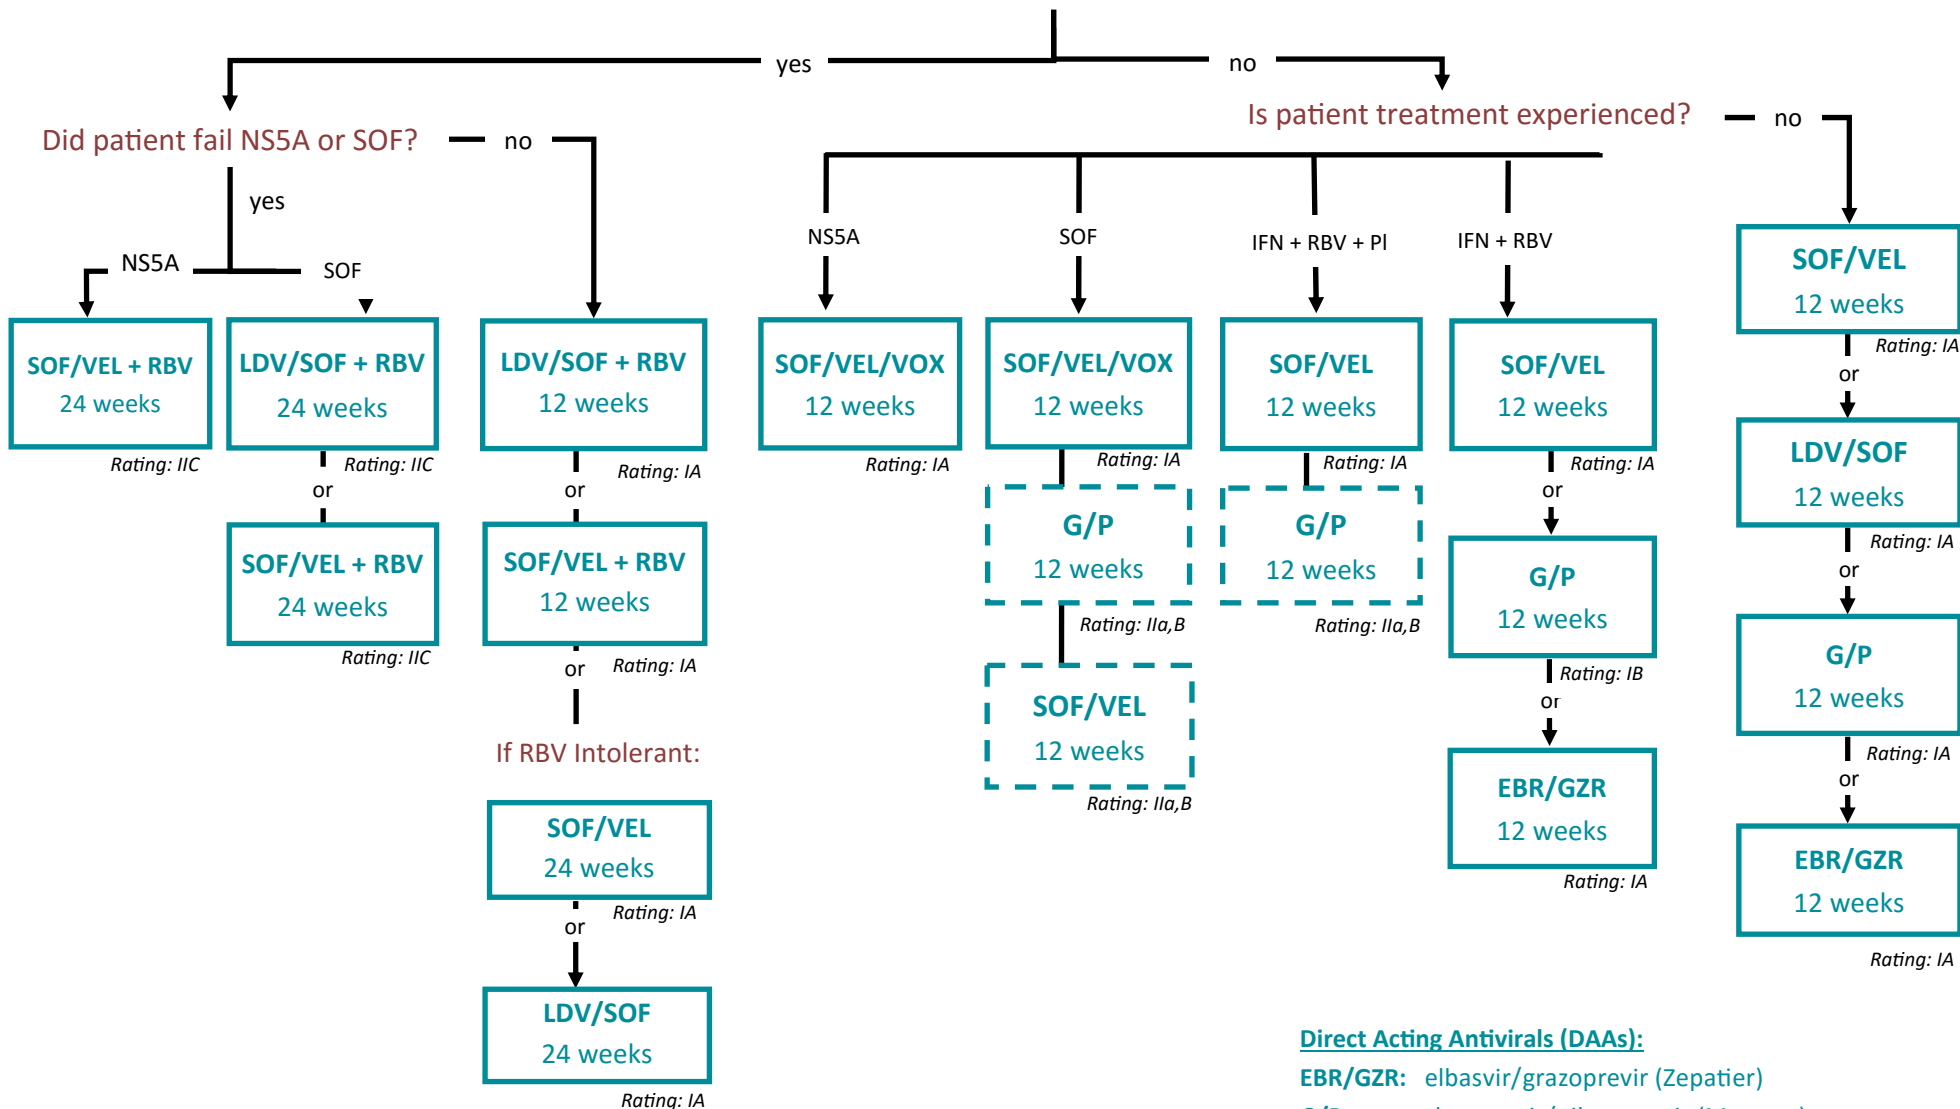 yes
no
Did patient fail NS5A or SOF?
no
Is patient treatment experienced?
no
yes
NS5A
SOF
NS5A
SOF
IFN + RBV + PI
IFN + RBV
SOF/VEL + RBV
24 weeks
Rating: IIC
LDV/SOF + RBV
24 weeks
Rating: IIC
or
SOF/VEL + RBV
24 weeks
Rating: IIC
LDV/SOF + RBV
12 weeks
Rating: IA
or
SOF/VEL + RBV
12 weeks
Rating: IA
or
If RBV Intolerant:
SOF/VEL
24 weeks
Rating: IA
or
LDV/SOF
24 weeks
Rating: IA
SOF/VEL/VOX
12 weeks
Rating: IA
SOF/VEL/VOX
12 weeks
Rating: IA
G/P
12 weeks
Rating: IIa,B
SOF/VEL
12 weeks
Rating: IIa,B
SOF/VEL
12 weeks
Rating: IA
G/P
12 weeks
Rating: IIa,B
SOF/VEL
12 weeks
Rating: IA
or
G/P
12 weeks
Rating: IB
or
EBR/GZR
12 weeks
Rating: IA
SOF/VEL
12 weeks
Rating: IA
or
LDV/SOF
12 weeks
Rating: IA
or
G/P
12 weeks
Rating: IA
or
EBR/GZR
12 weeks
Rating: IA
Direct Acting Antivirals (DAAs):
EBR/GZR: elbasvir/grazoprevir (Zepatier)